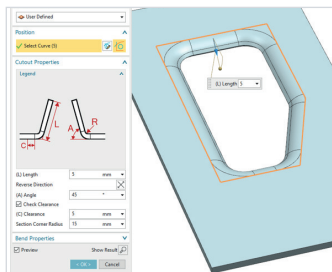 User Defined
Position
Select Curve (5)
Cutout Properties
Legend
L
A
R
C
(L) Length 5 mm
Reverse Direction
(A) Angle 45 °
Check Clearance
(C) Clearance 5 mm
Section Corner Radius 15 mm
Bend Properties
Preview Show Result
< OK > Cancel
(L) Length 5